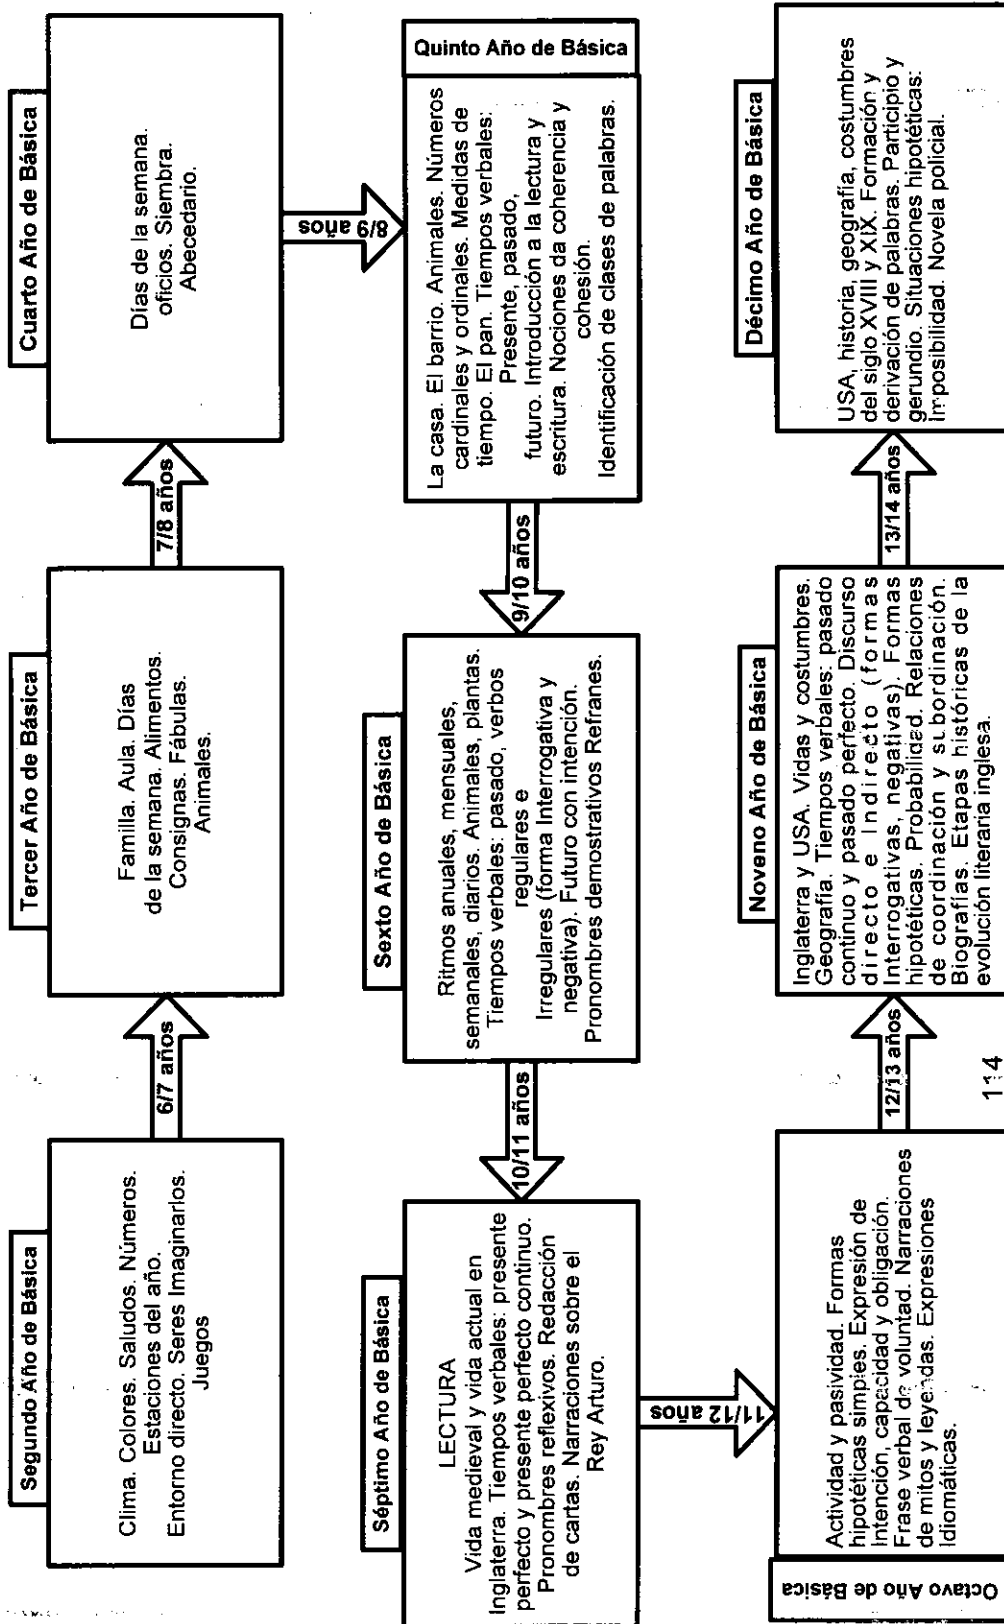 Segundo Año de Básica
Clima. Colores. Saludos. Números.
Estaciones del año.
Entorno directo. Seres Imaginarios.
Juegos
6/7 años
Tercer Año de Básica
Familla. Aula. Días
de la semana. Alimentos.
Consignas. Fábulas.
Animales.
7/8 años
Cuarto Año de Básica
Días de la semana.
oficios. Siembra.
Abecedario.
8/9 años
Quinto Año de Básica
La casa. El barrio. Animales. Números
cardinales y ordinales. Medidas de
tiempo. El pan. Tiempos verbales:
Presente, pasado,
futuro. Introducción a la lectura y
escritura. Nociones da coherencia y
cohesión.
Identificación de clases de palabras.
9/10 años
Sexto Año de Básica
Ritmos anuales, mensuales,
semanales, diarios. Animales, plantas.
Tiempos verbales: pasado, verbos
regulares e
Irregulares (forma Interrogativa y
negativa). Futuro con intención.
Pronombres demostrativos Refranes.
10/11 años
Séptimo Año de Básica
LECTURA
Vida medieval y vida actual en
Inglaterra. Tiempos verbales: presente
perfecto y presente perfecto continuo.
Pronombres reflexivos. Redacción
de cartas. Narraciones sobre el
Rey Arturo.
11/12 años
Octavo Año de Básica
Actividad y pasividad. Formas
hipotéticas simples. Expresión de
Intención, capacidad y obligación.
Frase verbal de voluntad. Narraciones
de mitos y leyendas. Expresiones
Idiomáticas.
12/13 años
Noveno Año de Básica
Inglaterra y USA. Vidas y costumbres.
Geografía. Tiempos verbales: pasado
continuo y pasado perfecto. Discurso
directo e Indirecto (formas
Interrogativas, negativas). Formas
hipotéticas. Probabilidad. Relaciones
de coordinación y subordinación.
Biografías. Etapas históricas de la
evolución literaria inglesa.
13/14 años
Décimo Año de Básica
USA, historia, geografía, costumbres
del siglo XVIII y XIX. Formación y
derivación de palabras. Participio y
gerundio. Situaciones hipotéticas:
Imposibilidad. Novela policial.
114